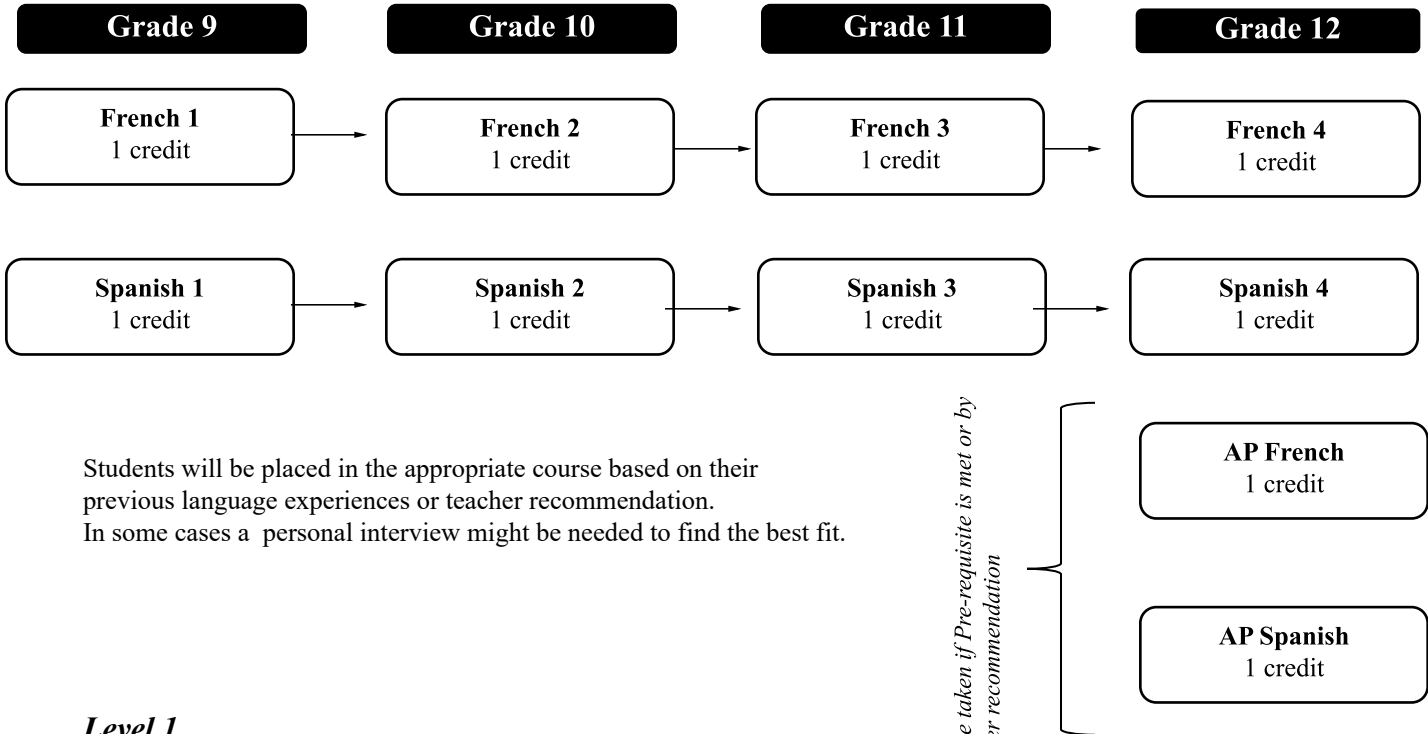 Grade 9
Grade 10
Grade 11
Grade 12
French 1
1 credit
French 2
1 credit
French 3
1 credit
French 4
1 credit
Spanish 1
1 credit
Spanish 2
1 credit
Spanish 3
1 credit
Spanish 4
1 credit
Students will be placed in the appropriate course based on their
previous language experiences or teacher recommendation.
In some cases a personal interview might be needed to find the best fit.
taken if Pre-requisite is met or by
recommendation
AP French
1 credit
AP Spanish
1 credit
Level 1